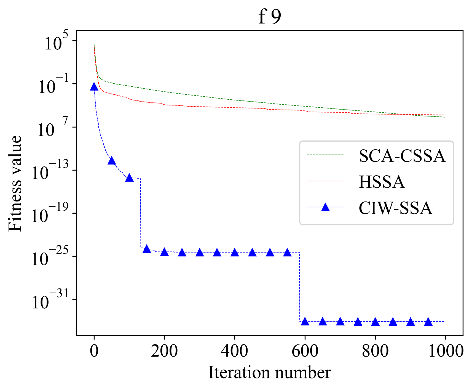 f 9
Fitness value
10^5
10^-1
10^-7
10^-13
10^-19
10^-25
10^-31
SCA-CSSA
HSSA
CIW-SSA
0 200 400 600 800 1000
Iteration number